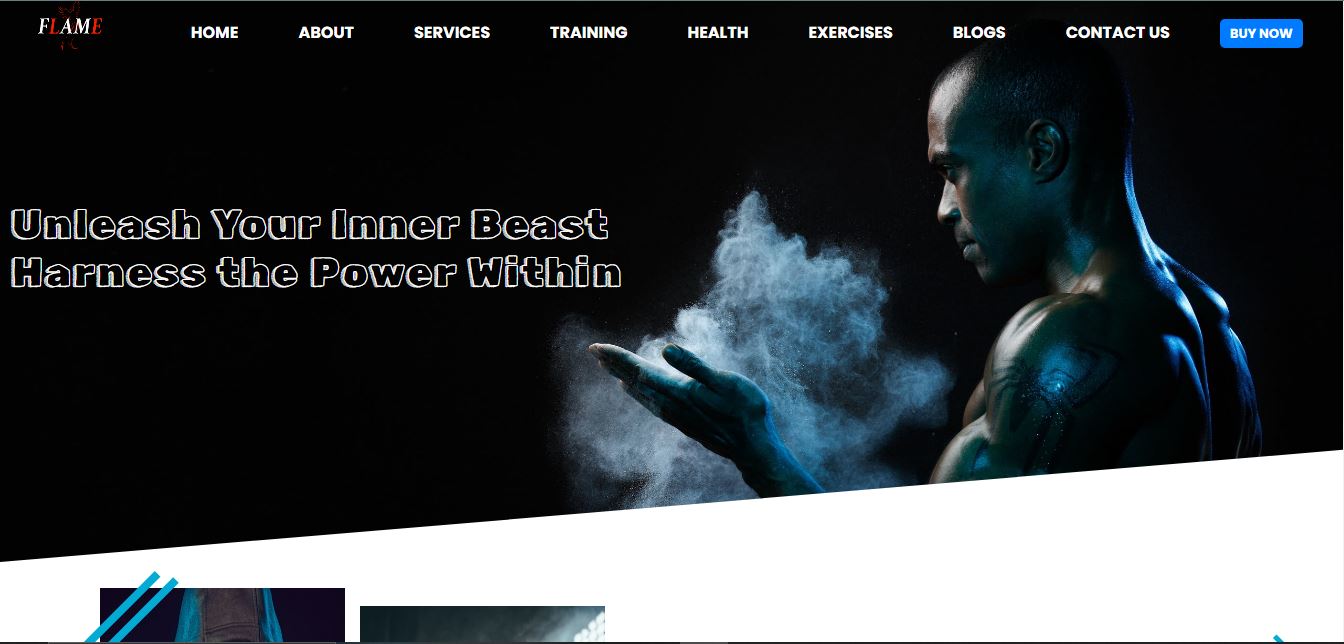 FLAME
HOME ABOUT SERVICES TRAINING HEALTH EXERCISES BLOGS CONTACT US BUY NOW
Unleash Your Inner Beast
Harness the Power Within